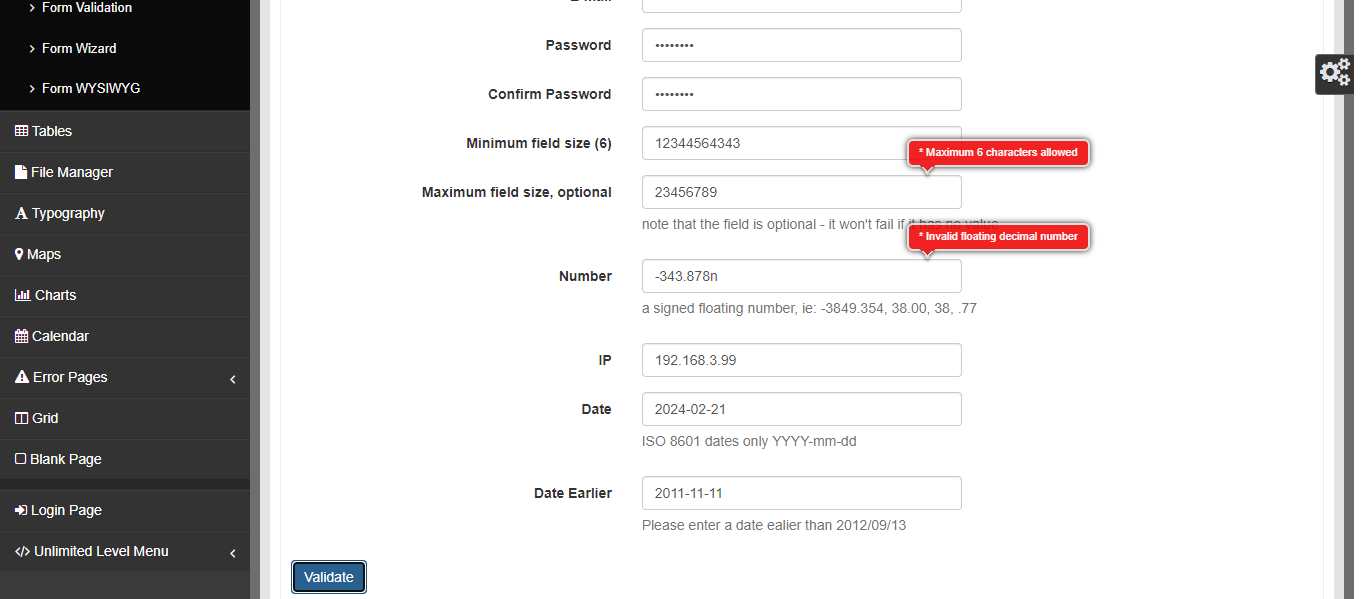 Form Validation
Form Wizard
Form WYSIWYG
Tables
File Manager
Typography
Maps
Charts
Calendar
Error Pages
Grid
Blank Page
Login Page
Unlimited Level Menu
Password
••••••••
Confirm Password
••••••••
Minimum field size (6)
12344564343
* Maximum 6 characters allowed
Maximum field size, optional
23456789
note that the field is optional - it won't fail if it has no value
* Invalid floating decimal number
Number
-343.878n
a signed floating number, ie: -3849.354, 38.00, 38, .77
IP
192.168.3.99
Date
2024-02-21
ISO 8601 dates only YYYY-mm-dd
Date Earlier
2011-11-11
Please enter a date ealier than 2012/09/13
Validate